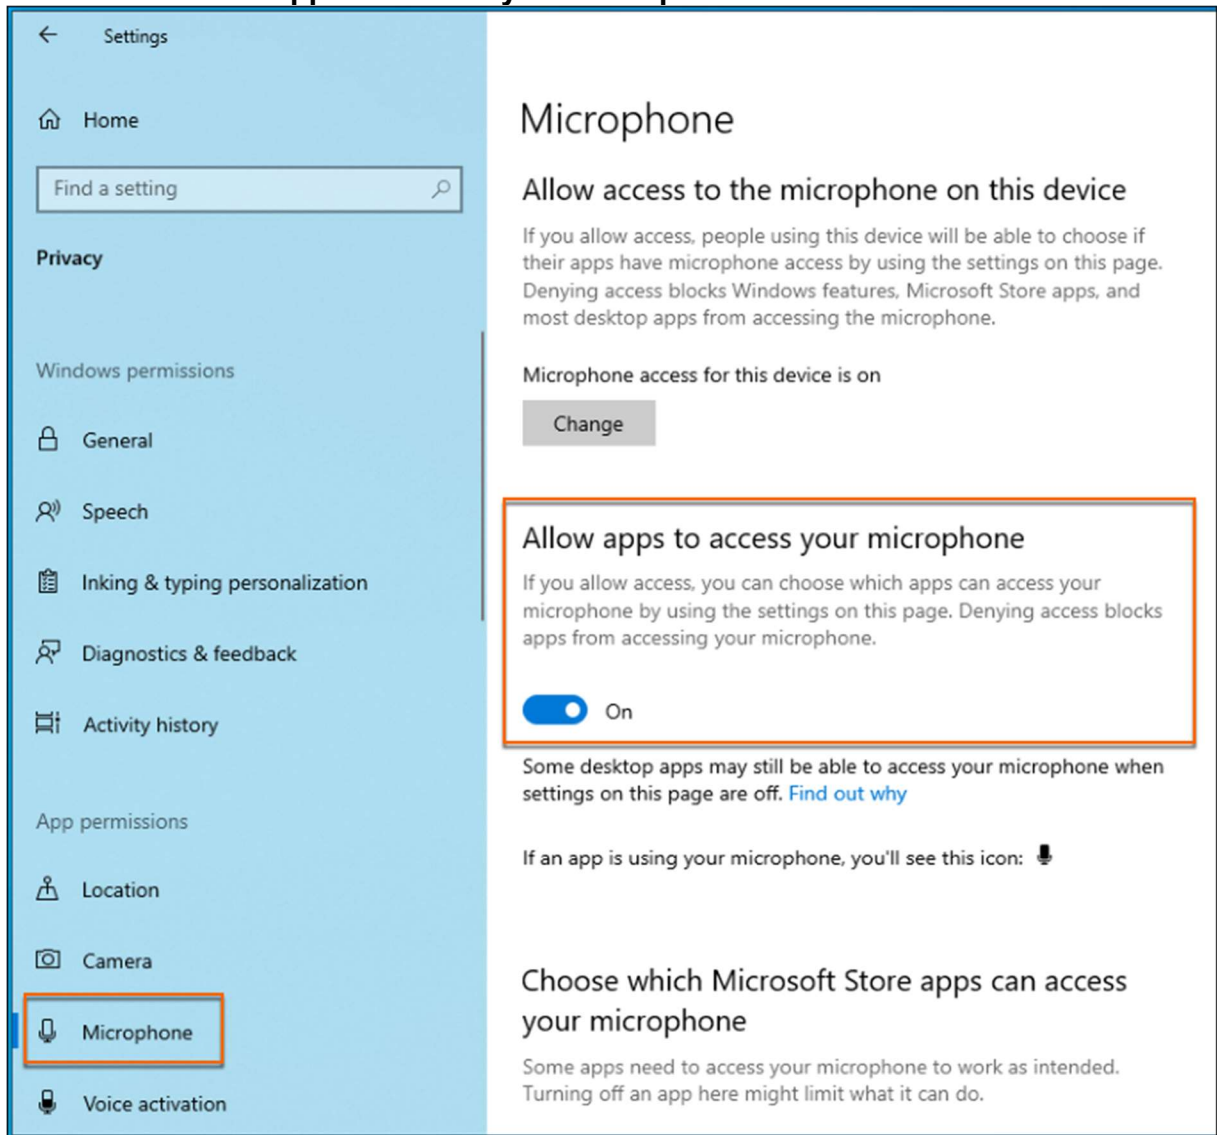 Settings
Home
Find a setting
Privacy
Windows permissions
General
Speech
Inking & typing personalization
Diagnostics & feedback
Activity history
App permissions
Location
Camera
Microphone
Voice activation
Microphone
Allow access to the microphone on this device
If you allow access, people using this device will be able to choose if
their apps have microphone access by using the settings on this page.
Denying access blocks Windows features, Microsoft Store apps, and
most desktop apps from accessing the microphone.
Microphone access for this device is on
Change
Allow apps to access your microphone
If you allow access, you can choose which apps can access your
microphone by using the settings on this page. Denying access blocks
apps from accessing your microphone.
On
Some desktop apps may still be able to access your microphone when
settings on this page are off. Find out why
If an app is using your microphone, you'll see this icon:
Choose which Microsoft Store apps can access
your microphone
Some apps need to access your microphone to work as intended.
Turning off an app here might limit what it can do.